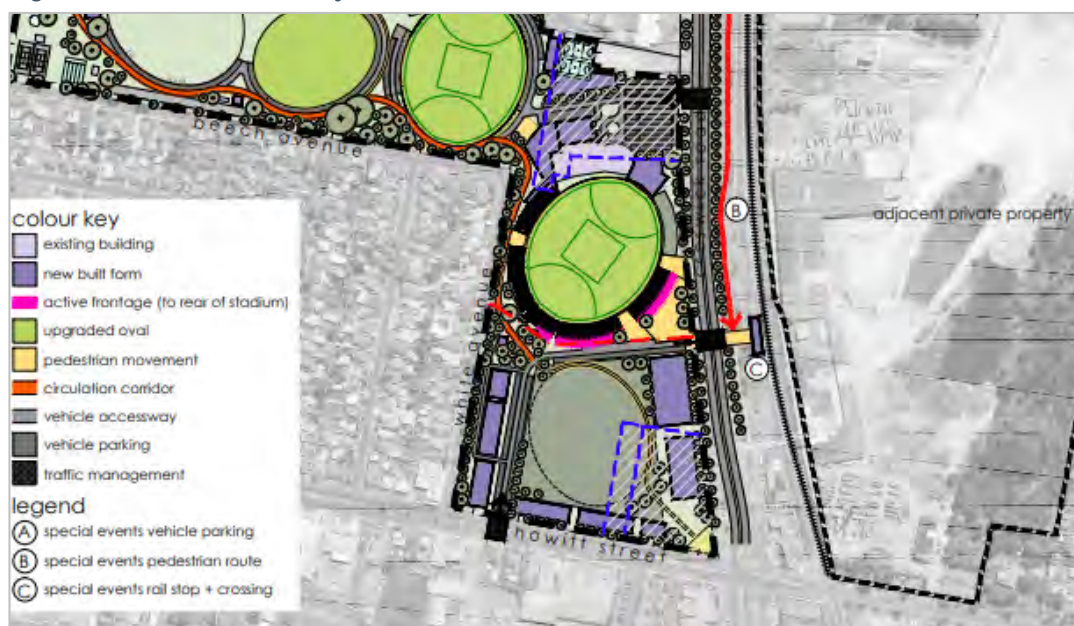 beech avenue
B
adjacent private property
colour key
existing building
new built form
active frontage (to rear of stadium)
upgraded oval
pedestrian movement
circulation corridor
vehicle accessway
vehicle parking
traffic management
legend
A special events vehicle parking
B special events pedestrian route
C special events rail stop + crossing
white avenue
C
howitt street